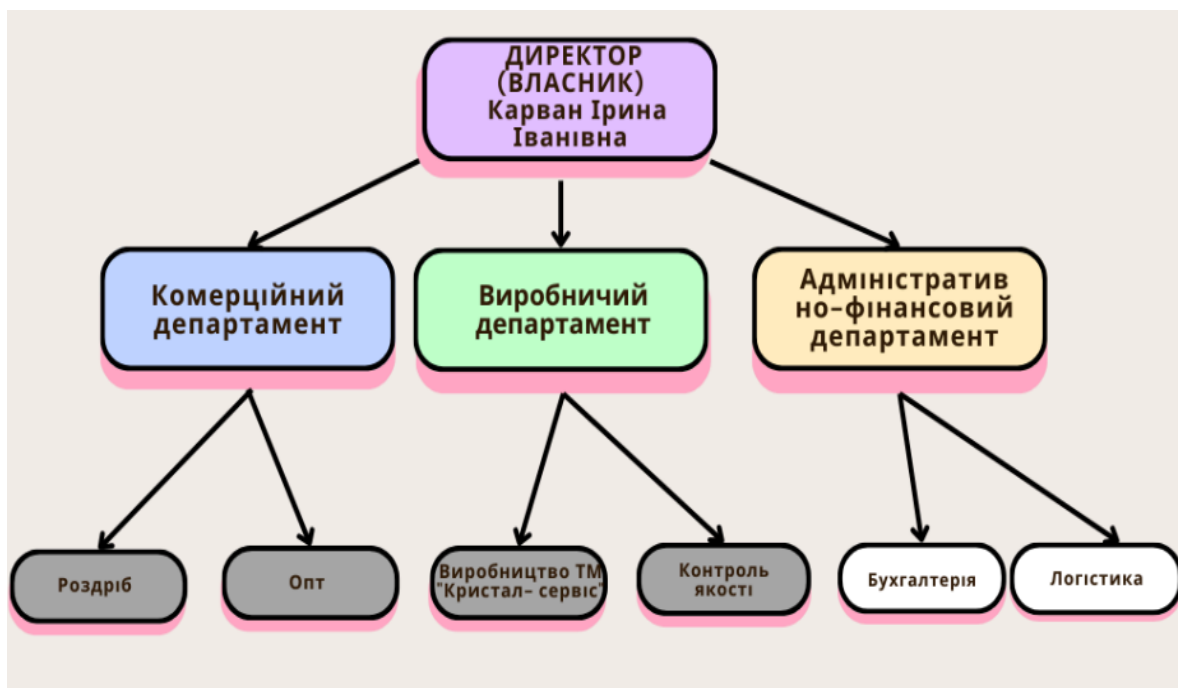 ДИРЕКТОР
(ВЛАСНИК)
Карван Ірина
Іванівна
Комерційний
департамент
Виробничий
департамент
Адміністратив
но-фінансовий
департамент
Роздріб
Опт
Виробництво ТМ
"Кристал- сервіс"
Контроль
якості
Бухгалтерія
Логістика